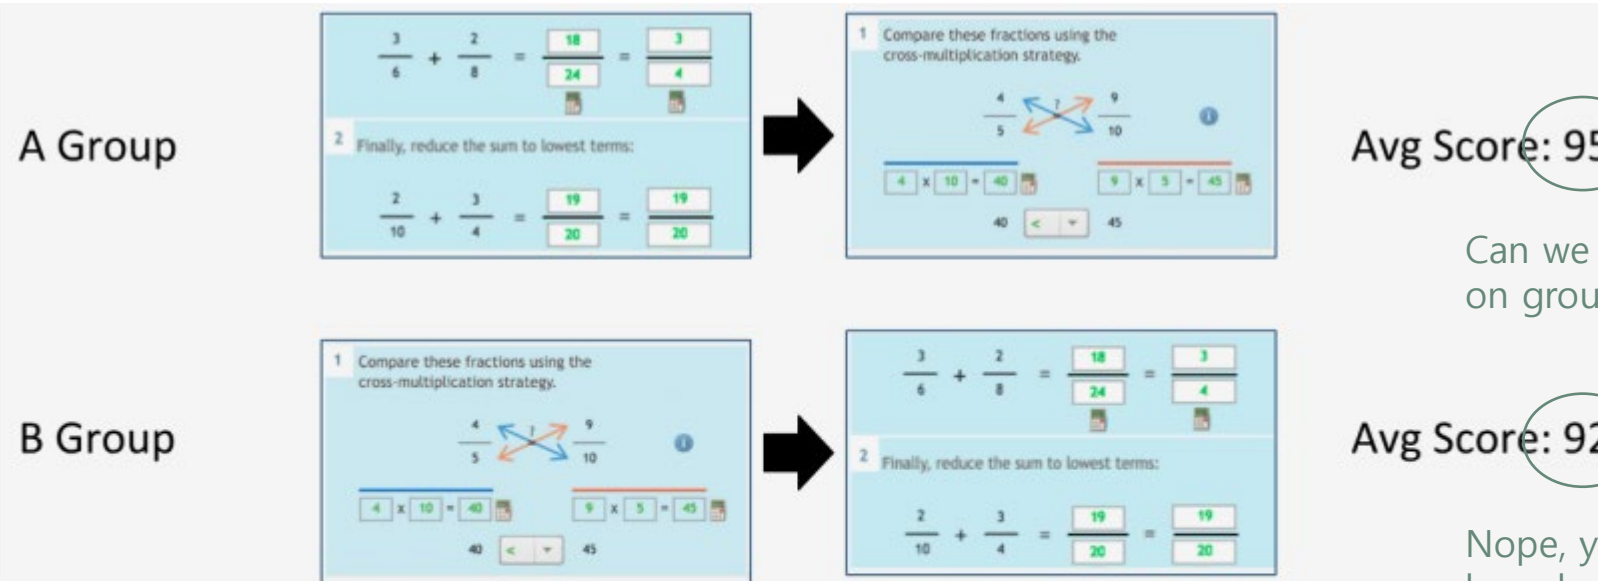 A Group
3/6 + 2/8 = 18/24 = 3/4
2 Finally, reduce the sum to lowest terms:
2/10 + 3/4 = 19/20 = 19/20
1 Compare these fractions using the
cross-multiplication strategy.
4/5 ? 9/10
4 x 10 = 40 9 x 5 = 45
40 < 45
Avg Score: 95
Can we
on grou
B Group
1 Compare these fractions using the
cross-multiplication strategy.
4/5 ? 9/10
4 x 10 = 40 9 x 5 = 45
40 < 45
3/6 + 2/8 = 18/24 = 3/4
2 Finally, reduce the sum to lowest terms:
2/10 + 3/4 = 19/20 = 19/20
Avg Score: 92
Nope, y